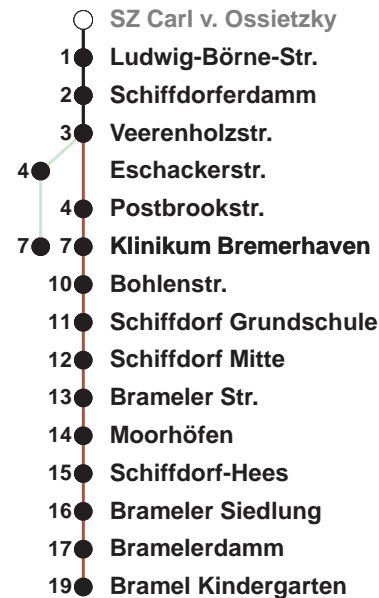 SZ Carl v. Ossietzky
1 Ludwig-Börne-Str.
2 Schiffdorferdamm
3 Veerenholzstr.
4 Eschackerstr.
4 Postbrookstr.
7 7 Klinikum Bremerhaven
10 Bohlenstr.
11 Schiffdorf Grundschule
12 Schiffdorf Mitte
13 Brameler Str.
14 Moorhöfen
15 Schiffdorf-Hees
16 Brameler Siedlung
17 Bramelerdamm
19 Bramel Kindergarten